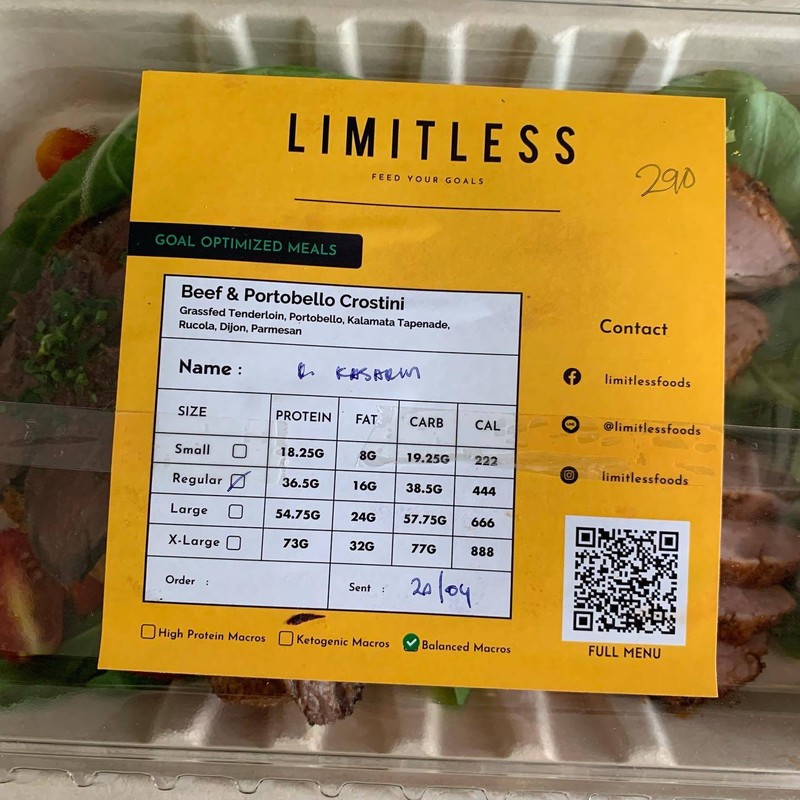 LIMITLESS
FEED YOUR GOALS
290
GOAL OPTIMIZED MEALS
Beef & Portobello Crostini
Grassfed Tenderloin, Portobello, Kalamata Tapenade,
Rucola, Dijon, Parmesan
Name :
SIZE PROTEIN FAT CARB CAL
Small 18.25G 8G 19.25G 222
Regular 36.5G 16G 38.5G 444
Large 54.75G 24G 57.75G 666
X-Large 73G 32G 77G 888
Order : Sent : 20/04
High Protein Macros Ketogenic Macros Balanced Macros
Contact
limitlessfoods
LINE @limitlessfoods
limitlessfoods
FULL MENU